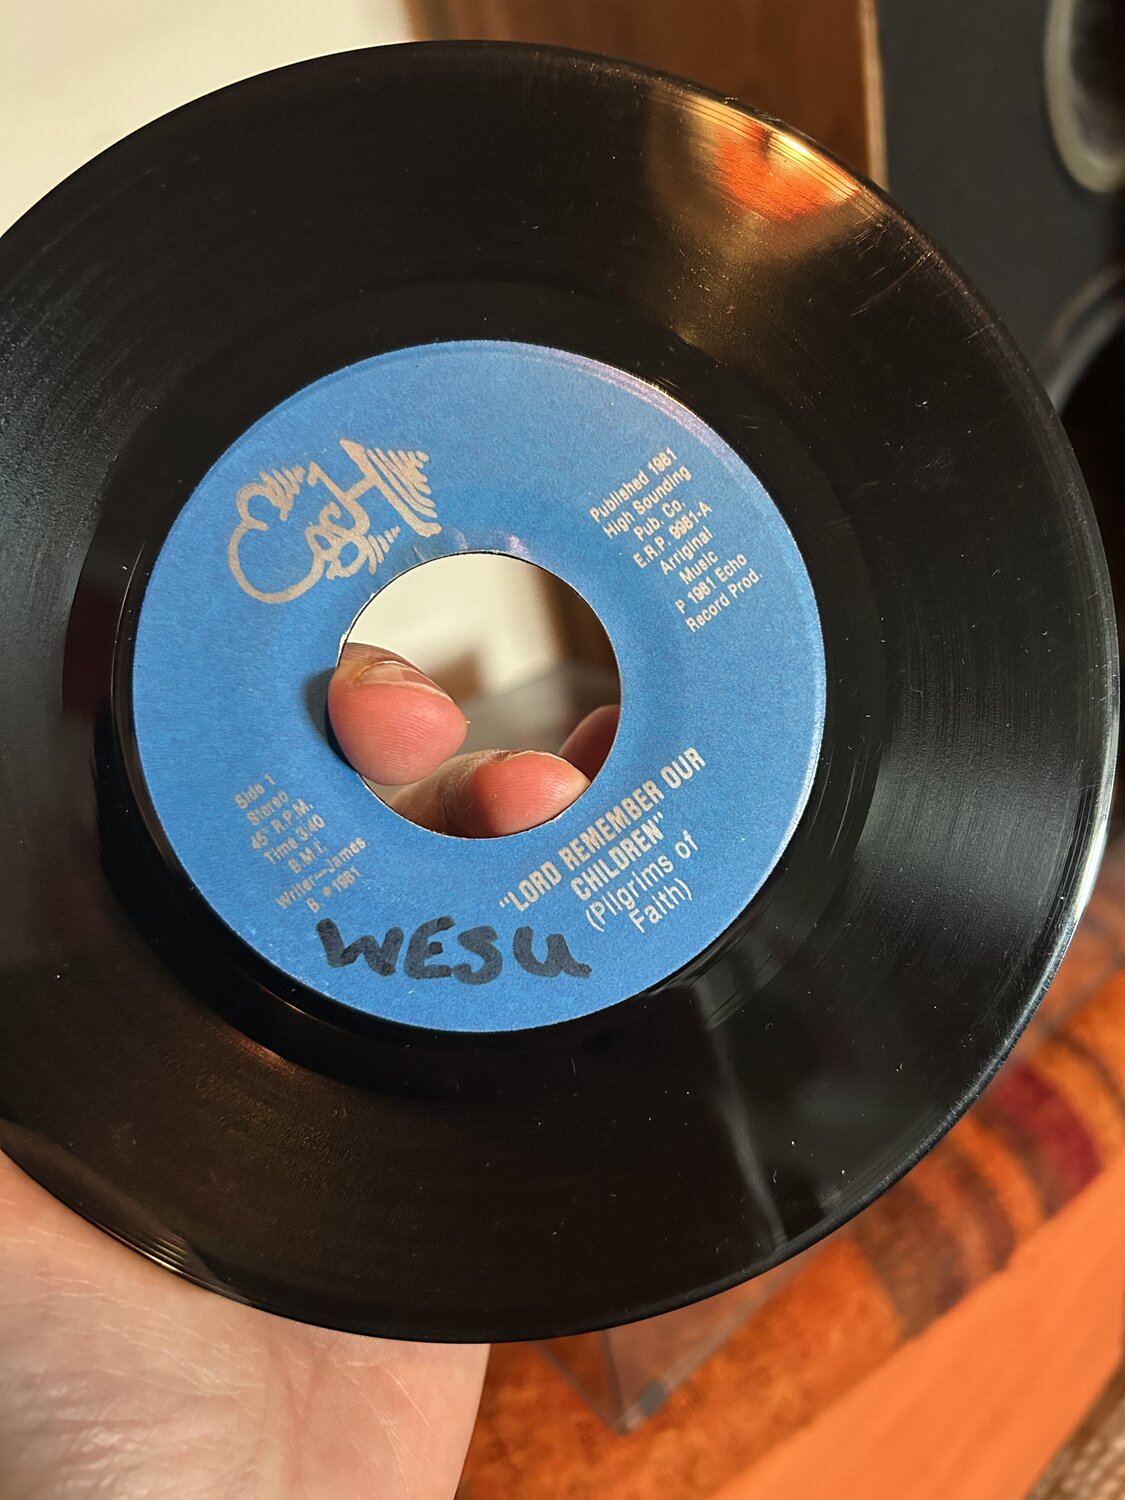 Published 1981
High Sounding
Pub. Co.
E.R.P. 9981-A
Arriginal
Music
P 1981 Echo
Record Prod.
Side 1
Stereo
45 R.P.M.
Time 3:40
B.M.I.
Writer—James
B ● 1981
"LORD REMEMBER OUR
CHILDREN"
(Pilgrims of
Faith)
WESU